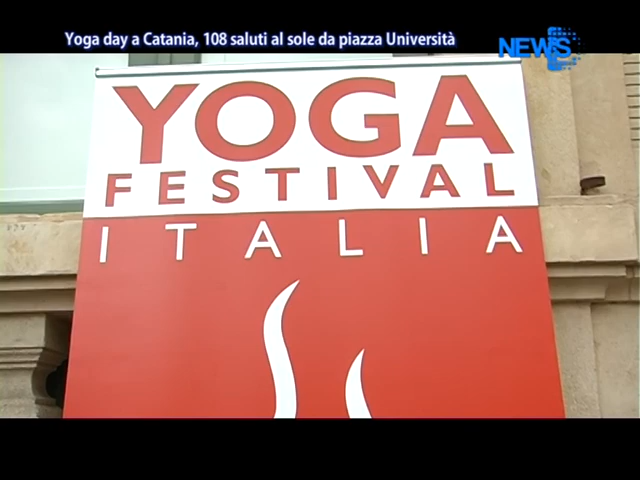 Yoga day a Catania, 108 saluti al sole da piazza Università
NEWS
YOGA
FESTIVAL
ITALIA